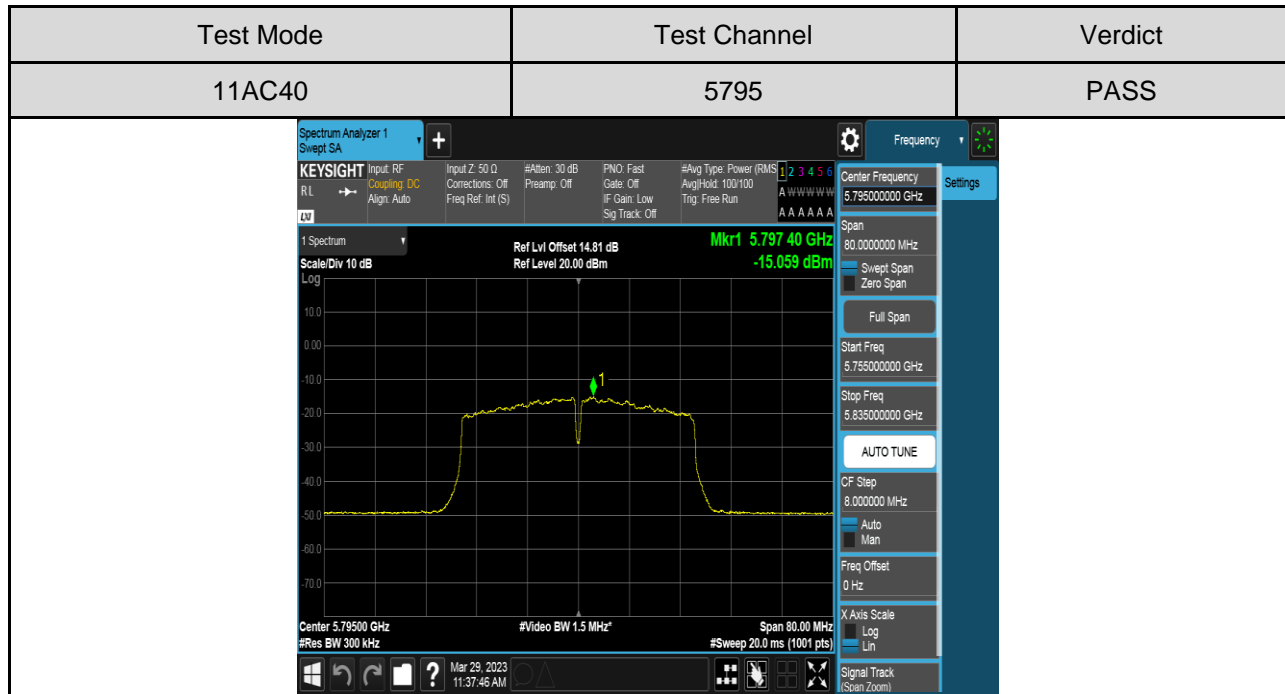 Test Mode Test Channel Verdict
11AC40 5795 PASS
Spectrum Analyzer 1
Swept SA
+
Frequency
KEYSIGHT
RL
LXI
Input: RF
Coupling: DC
Align: Auto
Input Z: 50 Ω
Corrections: Off
Freq Ref: Int (S)
#Atten: 30 dB
Preamp: Off
PNO: Fast
Gate: Off
IF Gain: Low
Sig Track: Off
#Avg Type: Power (RMS
Avg|Hold: 100/100
Trig: Free Run
1 2 3 4 5 6
A W W W W W
A A A A A A
1 Spectrum
Scale/Div 10 dB
Ref Lvl Offset 14.81 dB
Ref Level 20.00 dBm
Mkr1 5.797 40 GHz
-15.059 dBm
Log
10.0
0.00
-10.0
-20.0
-30.0
-40.0
-50.0
-60.0
-70.0
1
Center 5.79500 GHz
#Res BW 300 kHz
#Video BW 1.5 MHz*
Span 80.00 MHz
#Sweep 20.0 ms (1001 pts)
?
Mar 29, 2023
11:37:46 AM
Center Frequency
5.795000000 GHz
Settings
Span
80.0000000 MHz
Swept Span
Zero Span
Full Span
Start Freq
5.755000000 GHz
Stop Freq
5.835000000 GHz
AUTO TUNE
CF Step
8.000000 MHz
Auto
Man
Freq Offset
0 Hz
X Axis Scale
Log
Lin
Signal Track
(Span Zoom)